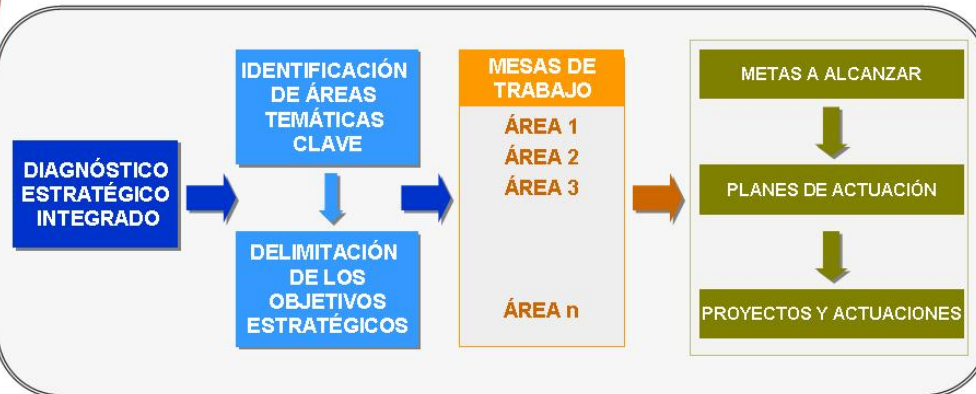 DIAGNÓSTICO
ESTRATÉGICO
INTEGRADO
IDENTIFICACIÓN
DE ÁREAS
TEMÁTICAS
CLAVE
DELIMITACIÓN
DE LOS
OBJETIVOS
ESTRATÉGICOS
MESAS DE
TRABAJO
ÁREA 1
ÁREA 2
ÁREA 3
ÁREA n
METAS A ALCANZAR
PLANES DE ACTUACIÓN
PROYECTOS Y ACTUACIONES